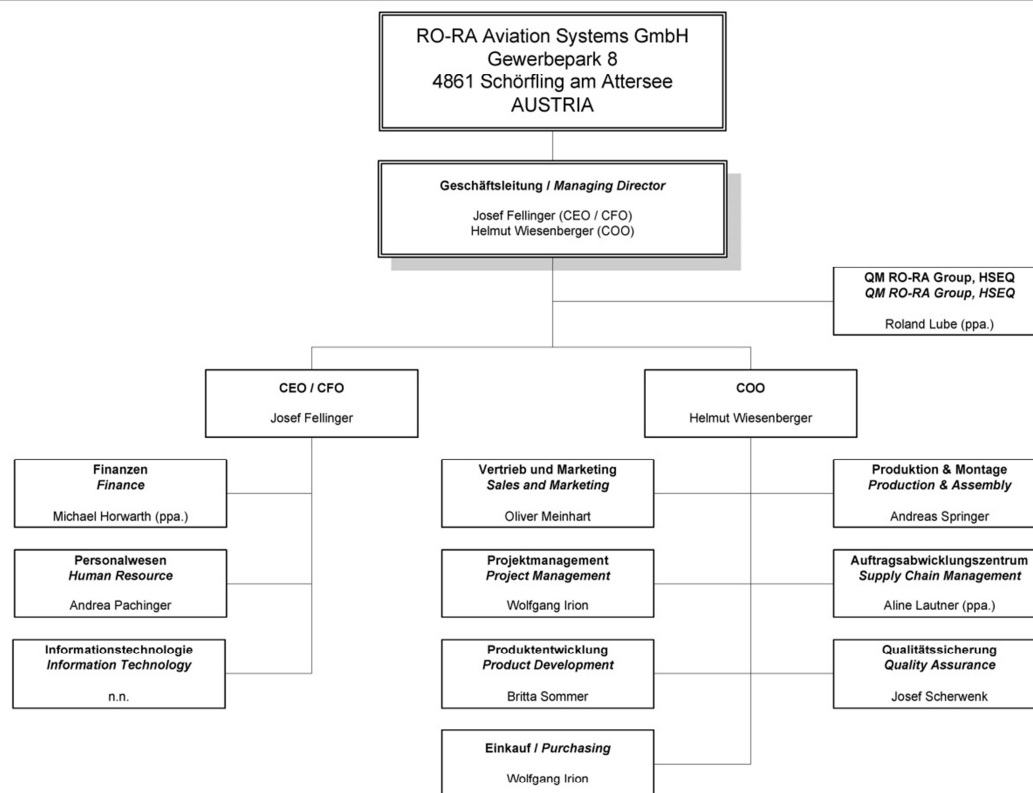 RO-RA Aviation Systems GmbH
Gewerbepark 8
4861 Schörfling am Attersee
AUSTRIA
Geschäftsleitung / Managing Director
Josef Fellinger (CEO / CFO)
Helmut Wiesenberger (COO)
QM RO-RA Group, HSEQ
QM RO-RA Group, HSEQ
Roland Lube (ppa.)
CEO / CFO
Josef Fellinger
COO
Helmut Wiesenberger
Finanzen
Finance
Michael Horwarth (ppa.)
Vertrieb und Marketing
Sales and Marketing
Oliver Meinhart
Produktion & Montage
Production & Assembly
Andreas Springer
Personalwesen
Human Resource
Andrea Pachinger
Projektmanagement
Project Management
Wolfgang Irion
Auftragsabwicklungszentrum
Supply Chain Management
Aline Lautner (ppa.)
Informationstechnologie
Information Technology
n.n.
Produktentwicklung
Product Development
Britta Sommer
Qualitätssicherung
Quality Assurance
Josef Scherwenk
Einkauf / Purchasing
Wolfgang Irion